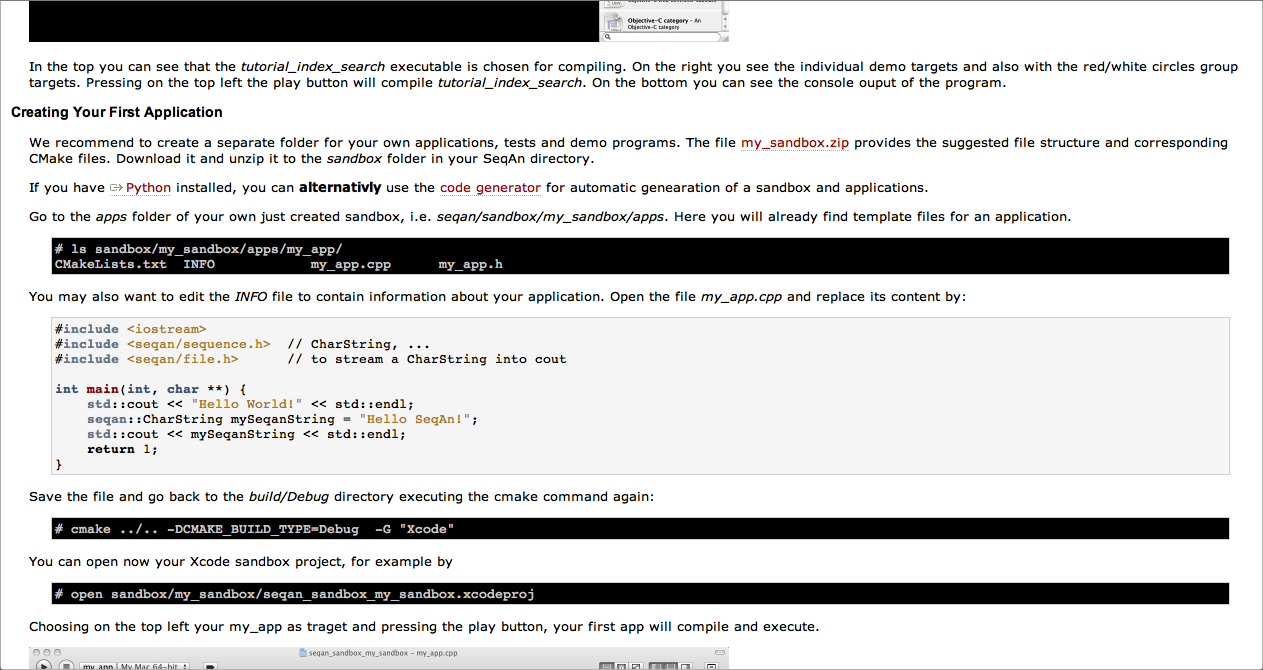 Objective-C category - An
Objective-C category
In the top you can see that the tutorial_index_search executable is chosen for compiling. On the right you see the individual demo targets and also with the red/white circles group
targets. Pressing on the top left the play button will compile tutorial_index_search. On the bottom you can see the console ouput of the program.
Creating Your First Application
We recommend to create a separate folder for your own applications, tests and demo programs. The file my_sandbox.zip provides the suggested file structure and corresponding
CMake files. Download it and unzip it to the sandbox folder in your SeqAn directory.
If you have Python installed, you can alternativly use the code generator for automatic genearation of a sandbox and applications.
Go to the apps folder of your own just created sandbox, i.e. seqan/sandbox/my_sandbox/apps. Here you will already find template files for an application.
# ls sandbox/my_sandbox/apps/my_app/
CMakeLists.txt  INFO            my_app.cpp      my_app.h
You may also want to edit the INFO file to contain information about your application. Open the file my_app.cpp and replace its content by:
#include <iostream>
#include <seqan/sequence.h>  // CharString, ...
#include <seqan/file.h>      // to stream a CharString into cout
int main(int, char **) {
    std::cout << "Hello World!" << std::endl;
    seqan::CharString mySeqanString = "Hello SeqAn!";
    std::cout << mySeqanString << std::endl;
    return 1;
}
Save the file and go back to the build/Debug directory executing the cmake command again:
# cmake ../.. -DCMAKE_BUILD_TYPE=Debug  -G "Xcode"
You can open now your Xcode sandbox project, for example by
# open sandbox/my_sandbox/seqan_sandbox_my_sandbox.xcodeproj
Choosing on the top left your my_app as traget and pressing the play button, your first app will compile and execute.
seqan_sandbox_my_sandbox - my_app.cpp
my_app My Mac 64-bit